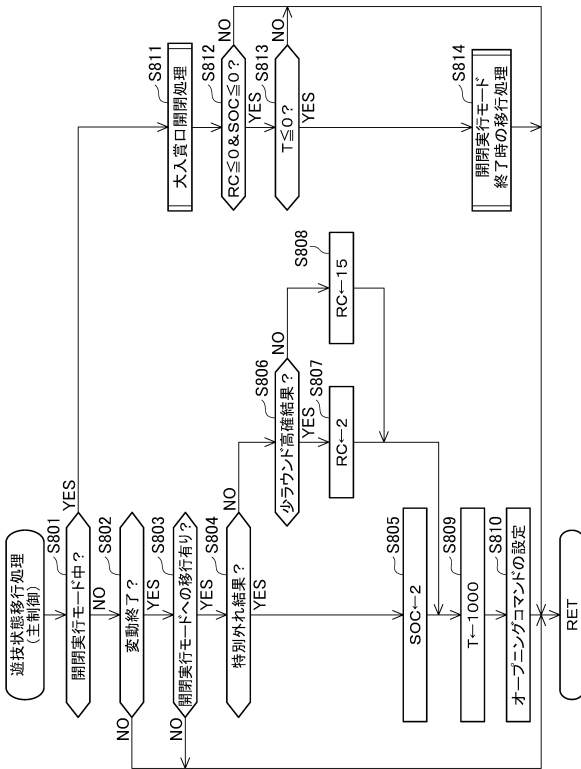 遊技状態移行処理
(主制御)
S801
開閉実行モード中?
YES
NO
S802
変動終了?
NO
YES
S803
開閉実行モードへの移行有り?
NO
YES
S804
特別外れ結果?
NO
YES
S805
SOC←2
S806
少ラウンド高確結果?
NO
YES
S807
RC←2
S808
RC←15
S809
T←1000
S810
オープニングコマンドの設定
S811
大入賞口開閉処理
S812
RC≦0&SOC≦0?
NO
YES
S813
T≦0?
NO
YES
S814
開閉実行モード
終了時の移行処理
RET